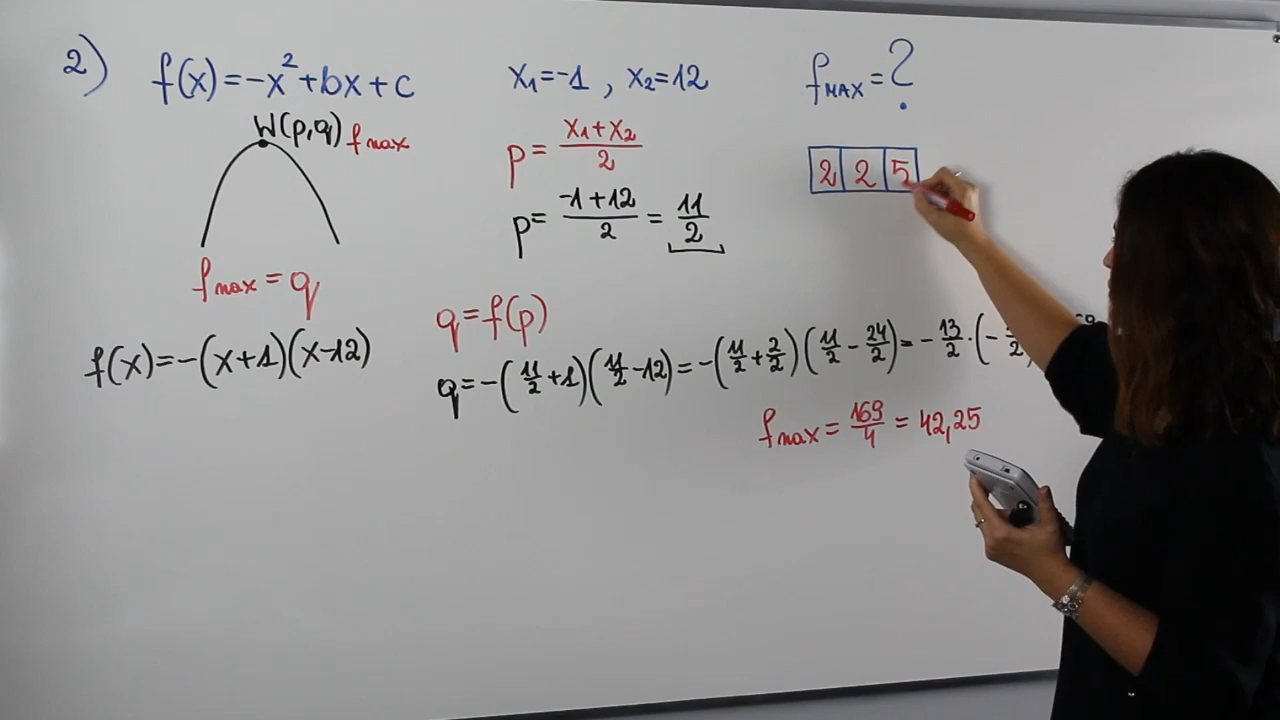 2) f(x)=-x²+bx+c x₁=-1 , x₂=12 f_MAX=?
W(p,q) f_max
p= (x₁+x₂)/2
2 2 5
p= (-1+12)/2 = 11/2
f_max = q
q=f(p)
f(x)=-(x+1)(x-12)
q=-(11/2+1)(11/2-12)=-(11/2+2/2)(11/2-24/2)=-13/2·(-
f_max = 169/4 = 42,25